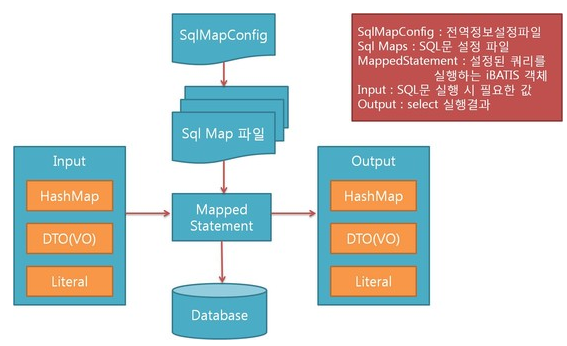 SqlMapConfig
SqlMapConfig : 전역정보설정파일
Sql Maps : SQL문 설정 파일
MappedStatement : 설정된 쿼리를
실행하는 iBATIS 객체
Input : SQL문 실행 시 필요한 값
Output : select 실행결과
Sql Map 파일
Input
HashMap
DTO(VO)
Literal
Mapped
Statement
Output
HashMap
DTO(VO)
Literal
Database